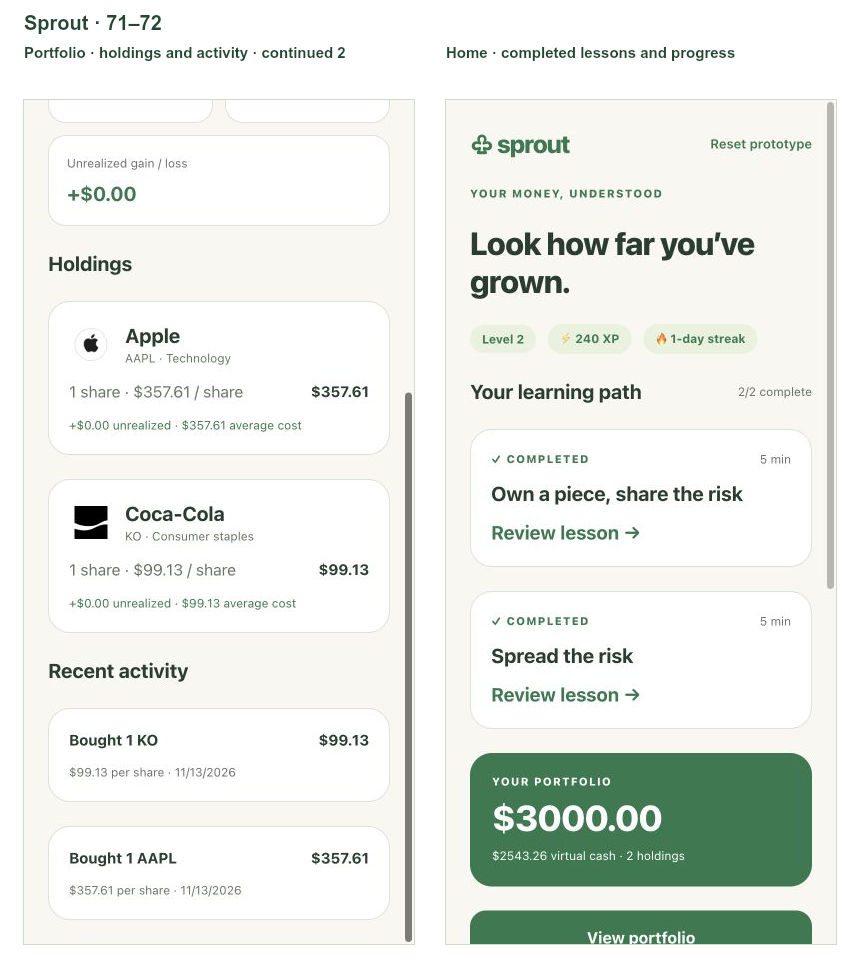 Sprout · 71–72
Portfolio · holdings and activity · continued 2
Unrealized gain / loss
+$0.00
Holdings
Apple
AAPL · Technology
1 share · $357.61 / share $357.61
+$0.00 unrealized · $357.61 average cost
Coca-Cola
KO · Consumer staples
1 share · $99.13 / share $99.13
+$0.00 unrealized · $99.13 average cost
Recent activity
Bought 1 KO $99.13
$99.13 per share · 11/13/2026
Bought 1 AAPL $357.61
$357.61 per share · 11/13/2026
Home · completed lessons and progress
sprout Reset prototype
YOUR MONEY, UNDERSTOOD
Look how far you’ve
grown.
Level 2 ⚡ 240 XP 🔥 1-day streak
Your learning path 2/2 complete
✓ COMPLETED 5 min
Own a piece, share the risk
Review lesson →
✓ COMPLETED 5 min
Spread the risk
Review lesson →
YOUR PORTFOLIO
$3000.00
$2543.26 virtual cash · 2 holdings
View portfolio